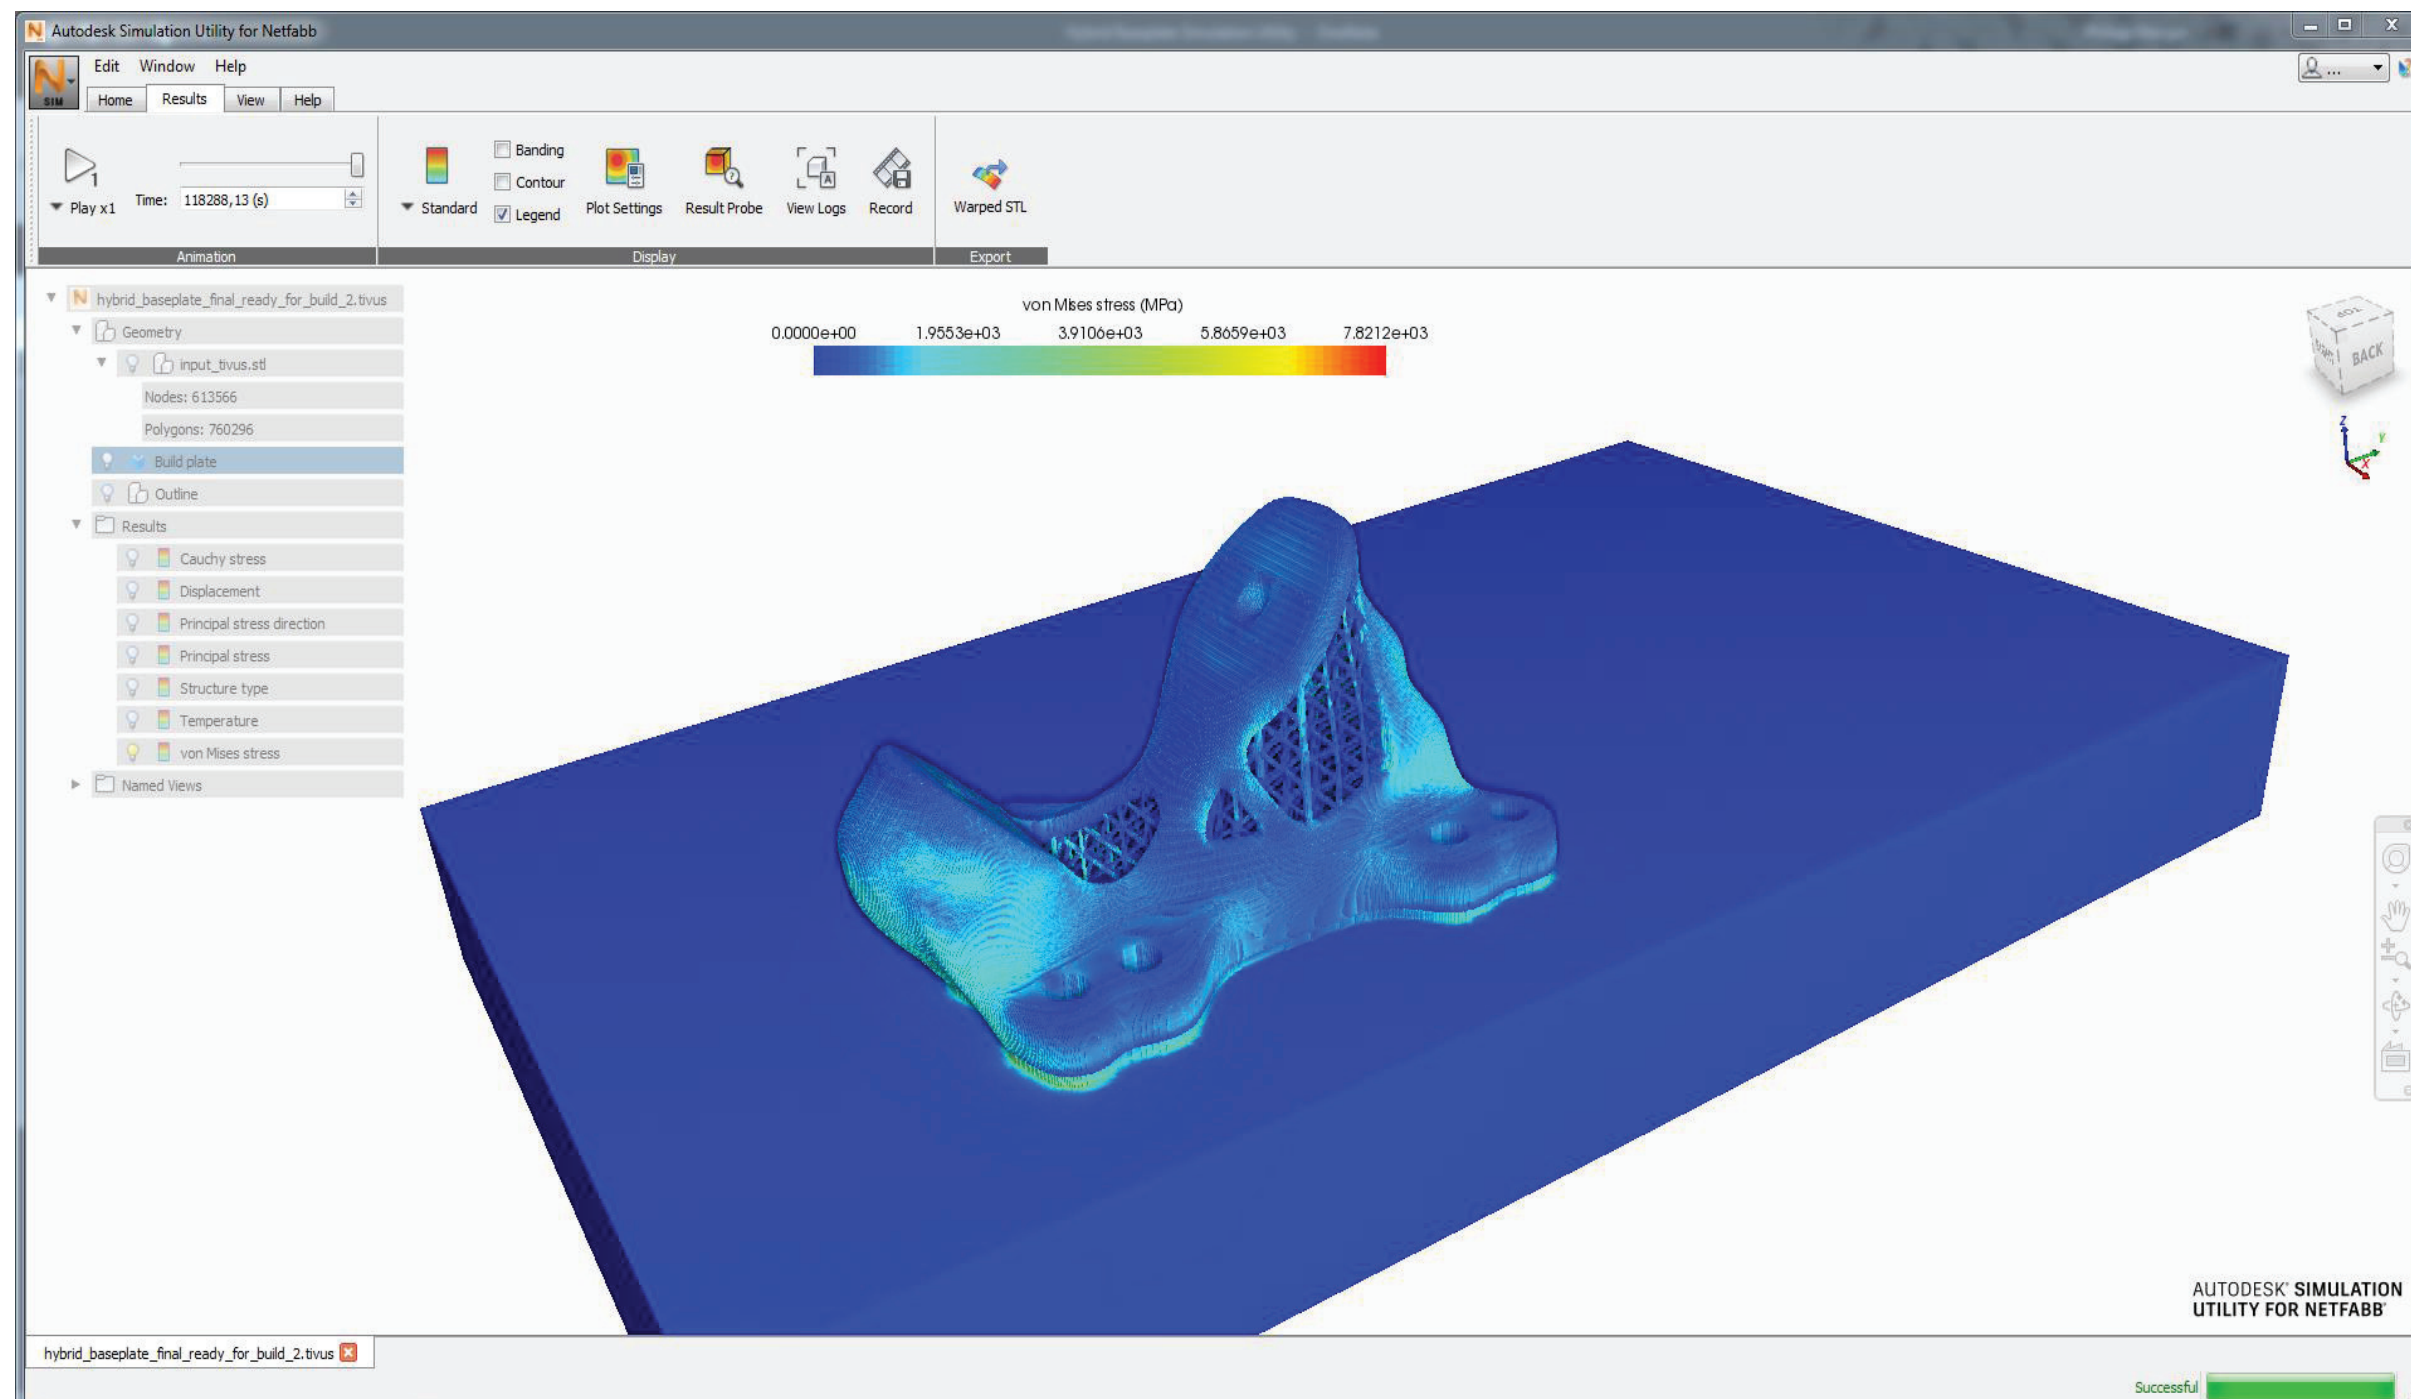 Autodesk Simulation Utility for Netfabb
Edit Window Help
SIM
Home Results View Help
1
Play x1
Time: 118288,13 (s)
Animation
Standard
Banding
Contour
Legend
Plot Settings
Result Probe
View Logs
Record
Display
Warped STL
Export
hybrid_baseplate_final_ready_for_build_2.tivus
Geometry
input_tivus.stl
Nodes: 613566
Polygons: 760296
Build plate
Outline
Results
Cauchy stress
Displacement
Principal stress direction
Principal stress
Structure type
Temperature
von Mises stress
Named Views
von Mises stress (MPa)
0.0000e+00 1.9553e+03 3.9106e+03 5.8659e+03 7.8212e+03
TOP
BACK
Z
Y
X
AUTODESK® SIMULATION
UTILITY FOR NETFABB®
hybrid_baseplate_final_ready_for_build_2.tivus
Successful